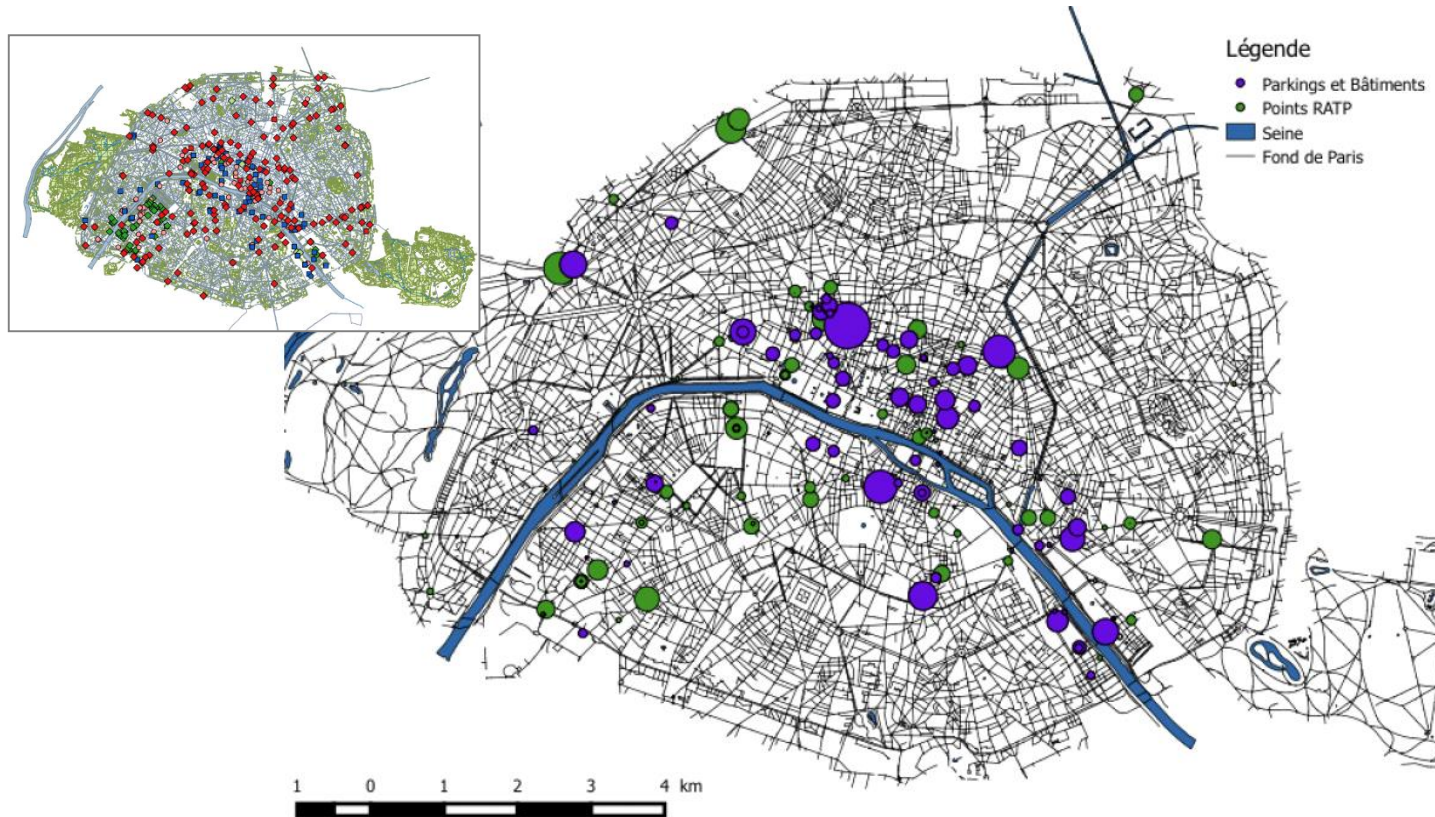 Légende
Parkings et Bâtiments
Points RATP
Seine
Fond de Paris
1 0 1 2 3 4 km